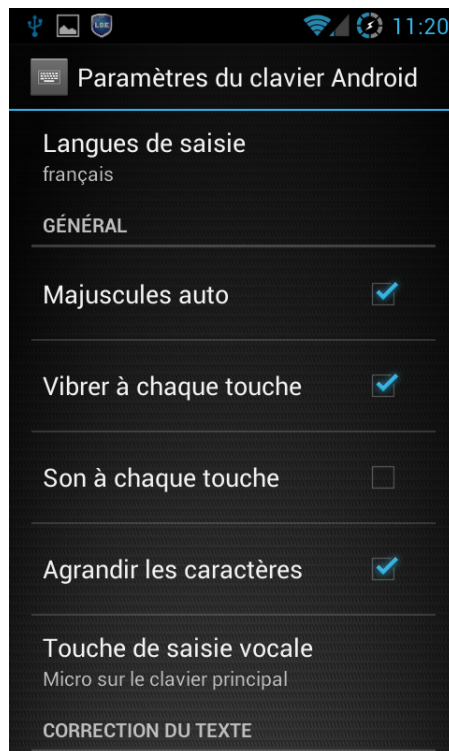 11:20
Paramètres du clavier Android
Langues de saisie
français
GÉNÉRAL
Majuscules auto
Vibrer à chaque touche
Son à chaque touche
Agrandir les caractères
Touche de saisie vocale
Micro sur le clavier principal
CORRECTION DU TEXTE